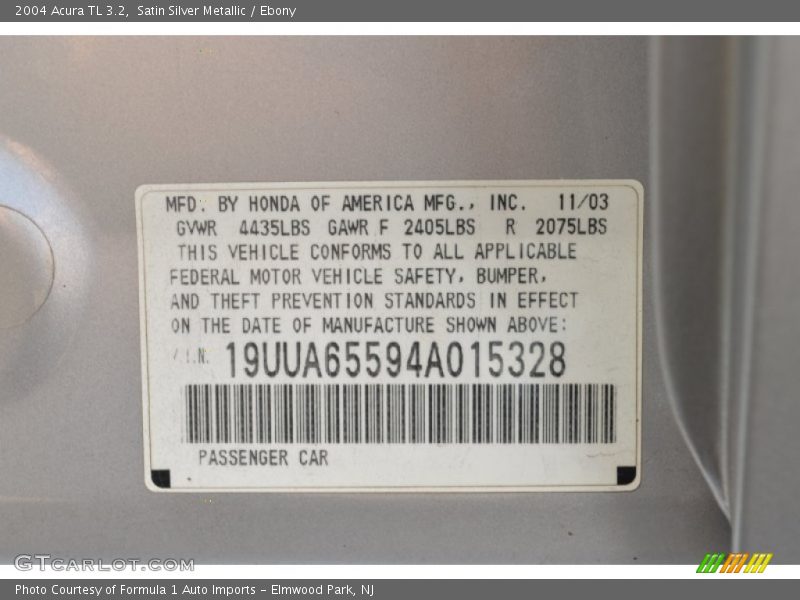 2004 Acura TL 3.2, Satin Silver Metallic / Ebony
MFD. BY HONDA OF AMERICA MFG., INC. 11/03
GVWR 4435LBS GAWR F 2405LBS R 2075LBS
THIS VEHICLE CONFORMS TO ALL APPLICABLE
FEDERAL MOTOR VEHICLE SAFETY, BUMPER,
AND THEFT PREVENTION STANDARDS IN EFFECT
ON THE DATE OF MANUFACTURE SHOWN ABOVE:
V.I.N. 19UUA65594A015328
PASSENGER CAR
GTCARLOT.COM
Photo Courtesy of Formula 1 Auto Imports - Elmwood Park, NJ